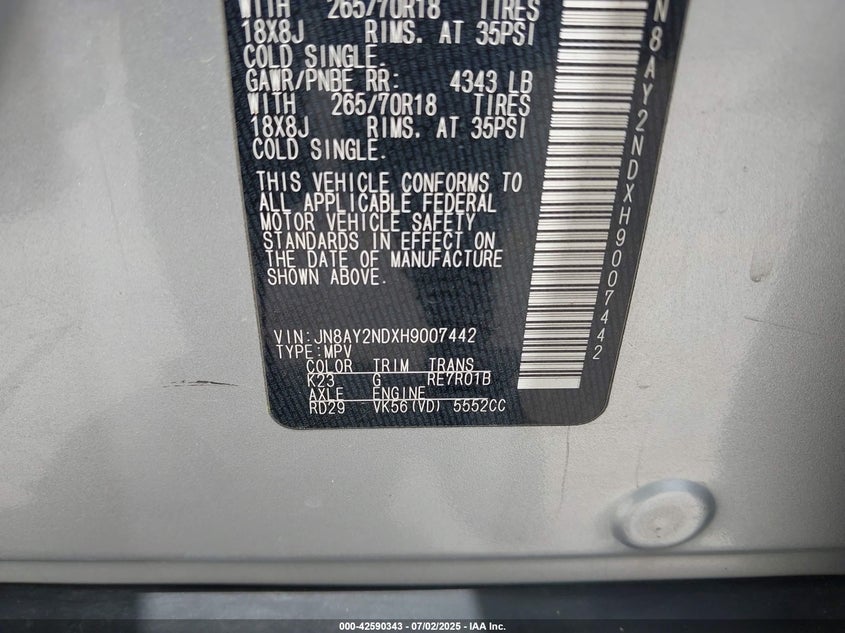 WITH 265/70R18 TIRES
18X8J RIMS. AT 35PSI
COLD SINGLE.
GAWR/PNBE RR: 4343 LB
WITH 265/70R18 TIRES
18X8J RIMS. AT 35PSI
COLD SINGLE.
THIS VEHICLE CONFORMS TO
ALL APPLICABLE FEDERAL
MOTOR VEHICLE SAFETY
STANDARDS IN EFFECT ON
THE DATE OF MANUFACTURE
SHOWN ABOVE.
VIN:JN8AY2NDXH9007442
TYPE:MPV
COLOR TRIM TRANS
K23 G RE7R01B
AXLE ENGINE
RD29 VK56(VD) 5552CC
N8AY2NDXH9007442
000-42590343 / 07/02/2025 - IAA Inc.